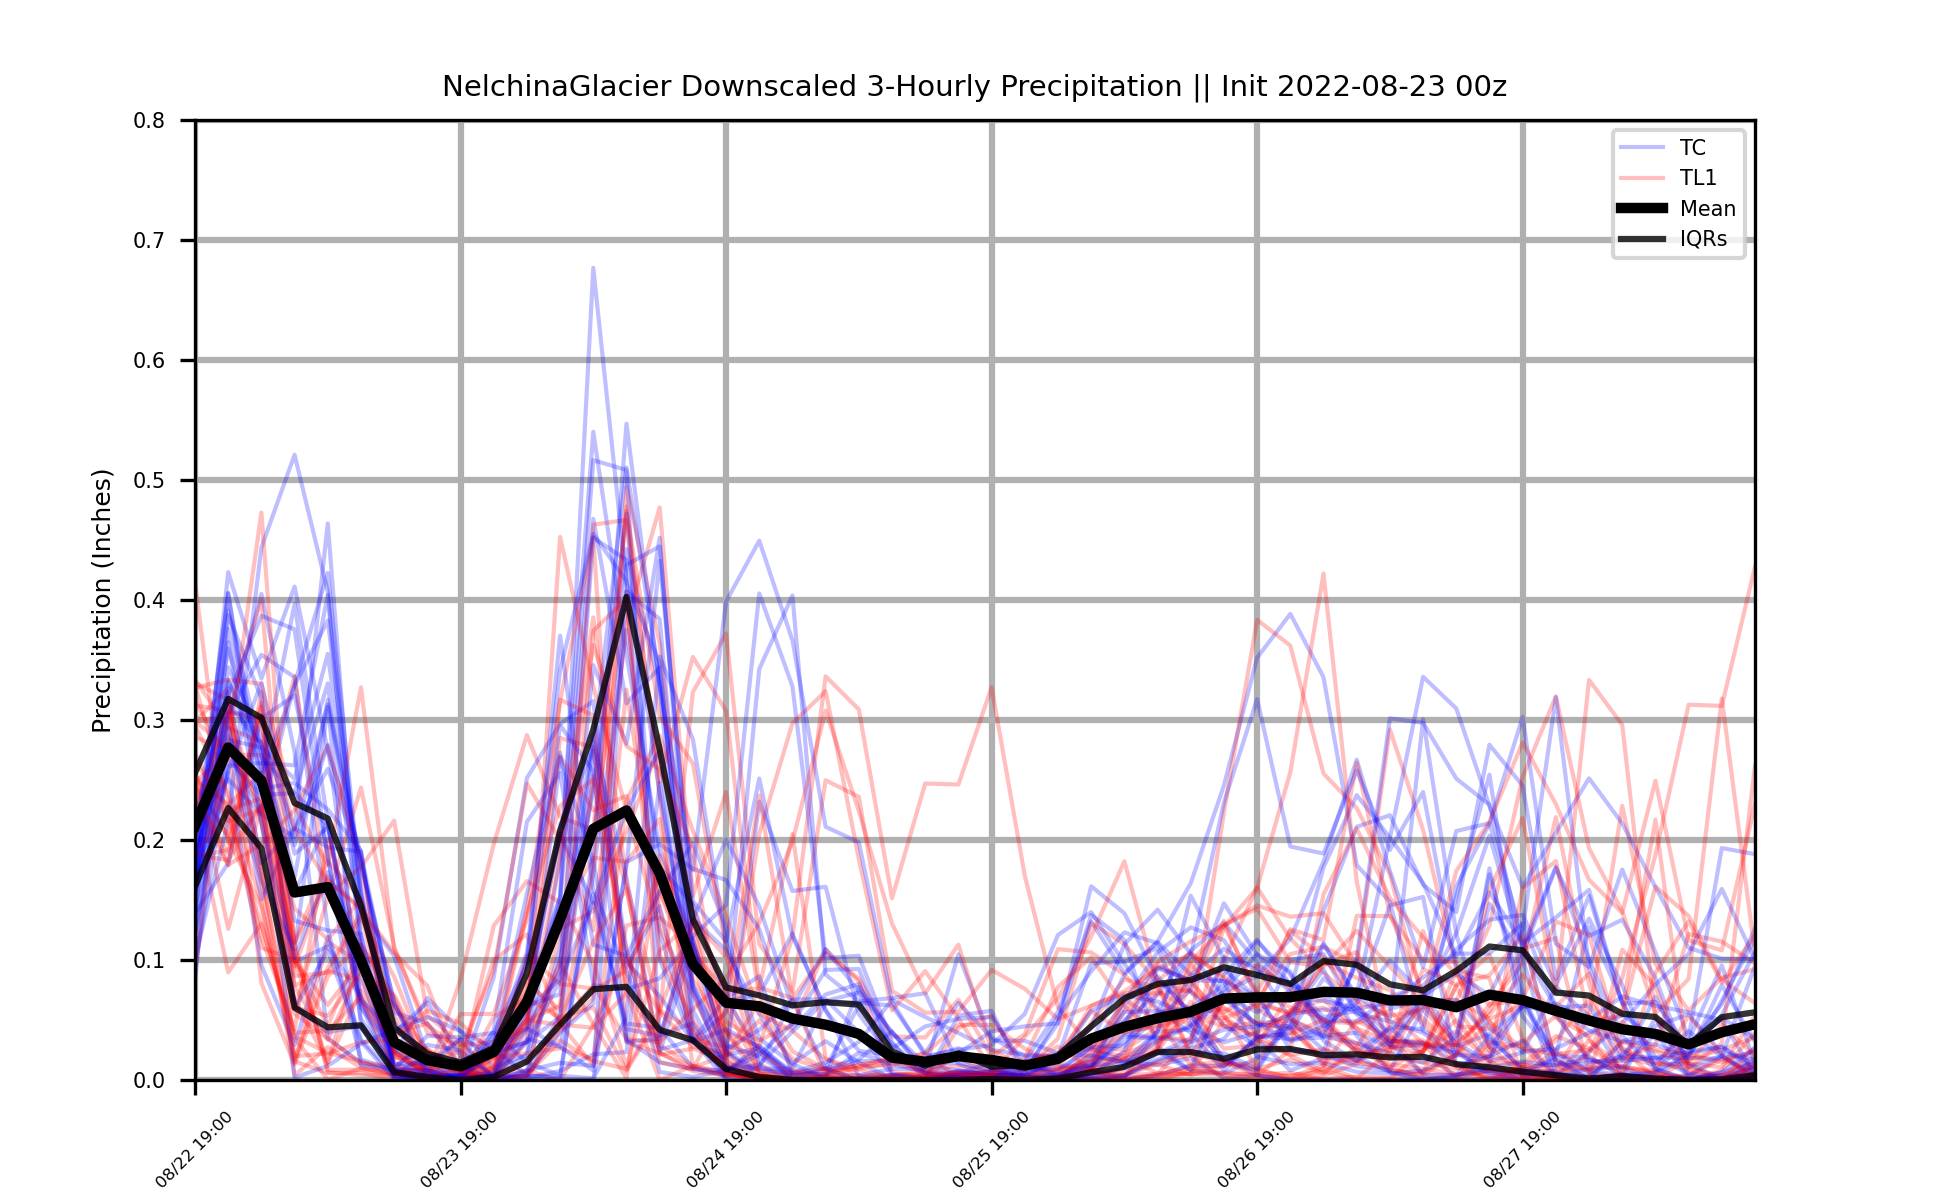 NelchinaGlacier Downscaled 3-Hourly Precipitation || Init 2022-08-23 00z
Precipitation (Inches)
0.8
0.7
0.6
0.5
0.4
0.3
0.2
0.1
0.0
TC
TL1
Mean
IQRs
08/22 19:00
08/23 19:00
08/24 19:00
08/25 19:00
08/26 19:00
08/27 19:00